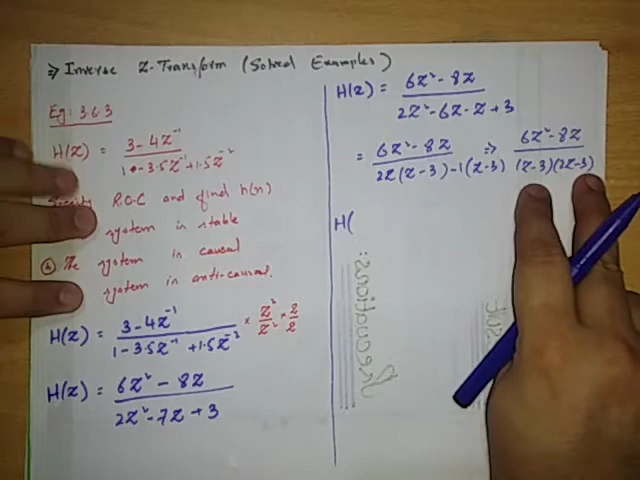 ⇒ Inverse Z-Transform (Solved Examples)
Eg: 3.6.3
H(z) = 3-4z⁻¹ / 1-3.5z⁻¹+1.5z⁻²
R.O.C and find h(n)
system is stable
ⓑ The system is causal
system is anti-causal.
H(z) = 3-4z⁻¹ / 1-3.5z⁻¹+1.5z⁻² × z²/z² × 2/2
H(z) = 6z²-8z / 2z²-7z+3
H(z) = 6z²-8z / 2z²-6z-z+3
= 6z²-8z / 2z(z-3)-1(z-3) ⇒ 6z²-8z / (z-3)(2z-3)
H(